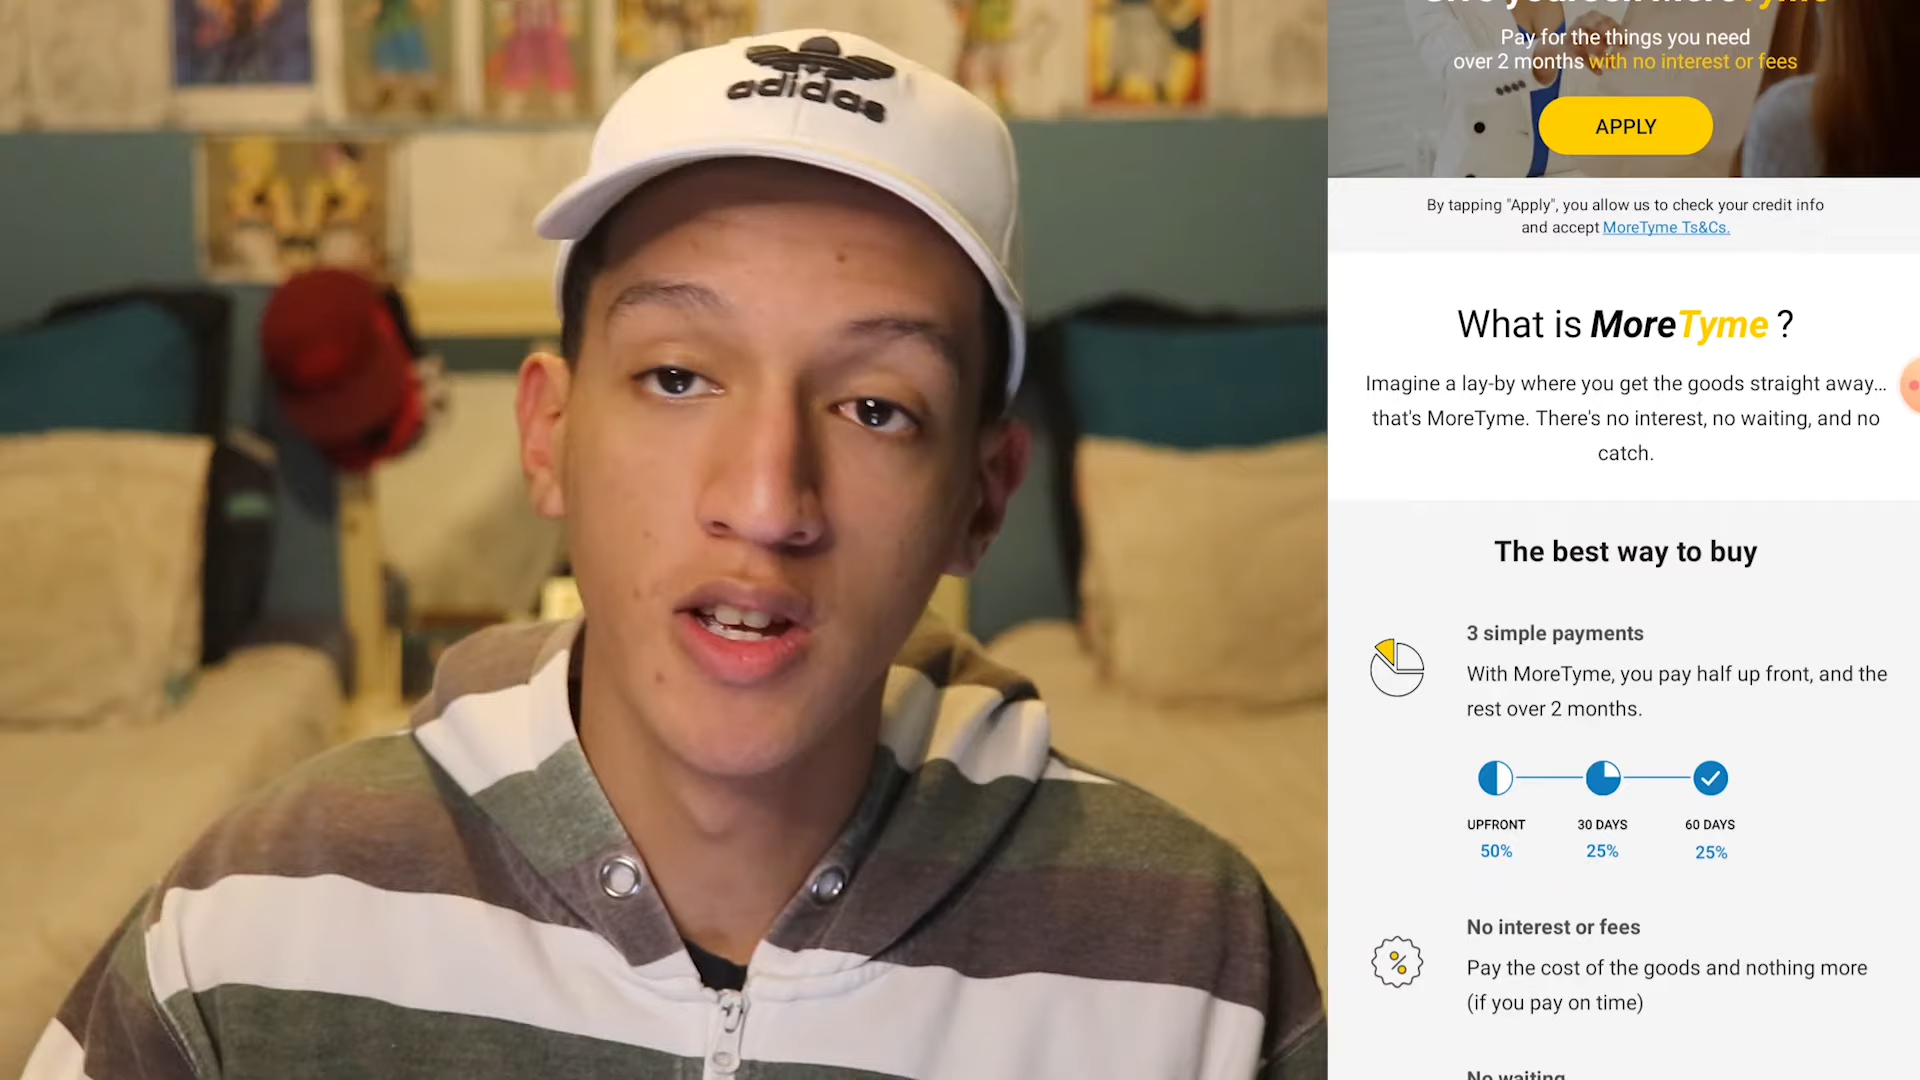 adidas
Give yourself MoreTyme
Pay for the things you need
over 2 months with no interest or fees
APPLY
By tapping "Apply", you allow us to check your credit info
and accept MoreTyme Ts&Cs.
What is MoreTyme ?
Imagine a lay-by where you get the goods straight away...
that's MoreTyme. There's no interest, no waiting, and no
catch.
The best way to buy
3 simple payments
With MoreTyme, you pay half up front, and the
rest over 2 months.
UPFRONT 30 DAYS 60 DAYS
50% 25% 25%
No interest or fees
Pay the cost of the goods and nothing more
(if you pay on time)
No waiting